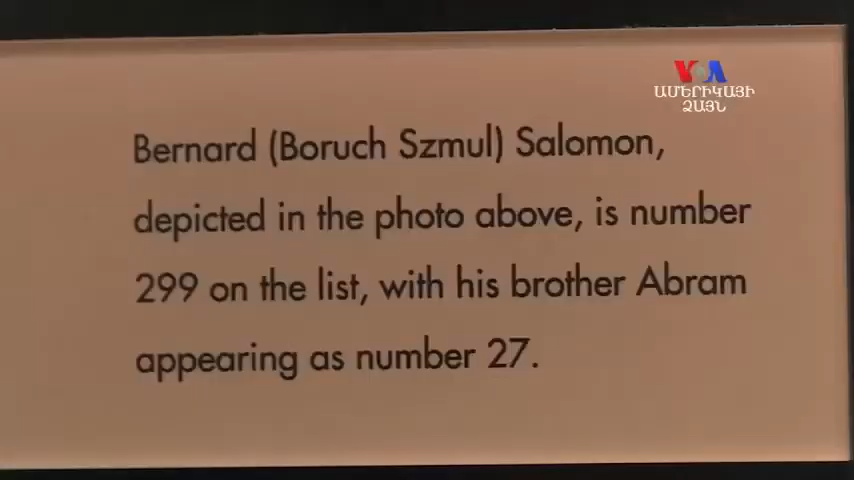 VOA
ԱՄԵՐԻԿԱՅԻ
ՁԱՅՆ
Bernard (Boruch Szmul) Salomon,
depicted in the photo above, is number
299 on the list, with his brother Abram
appearing as number 27.